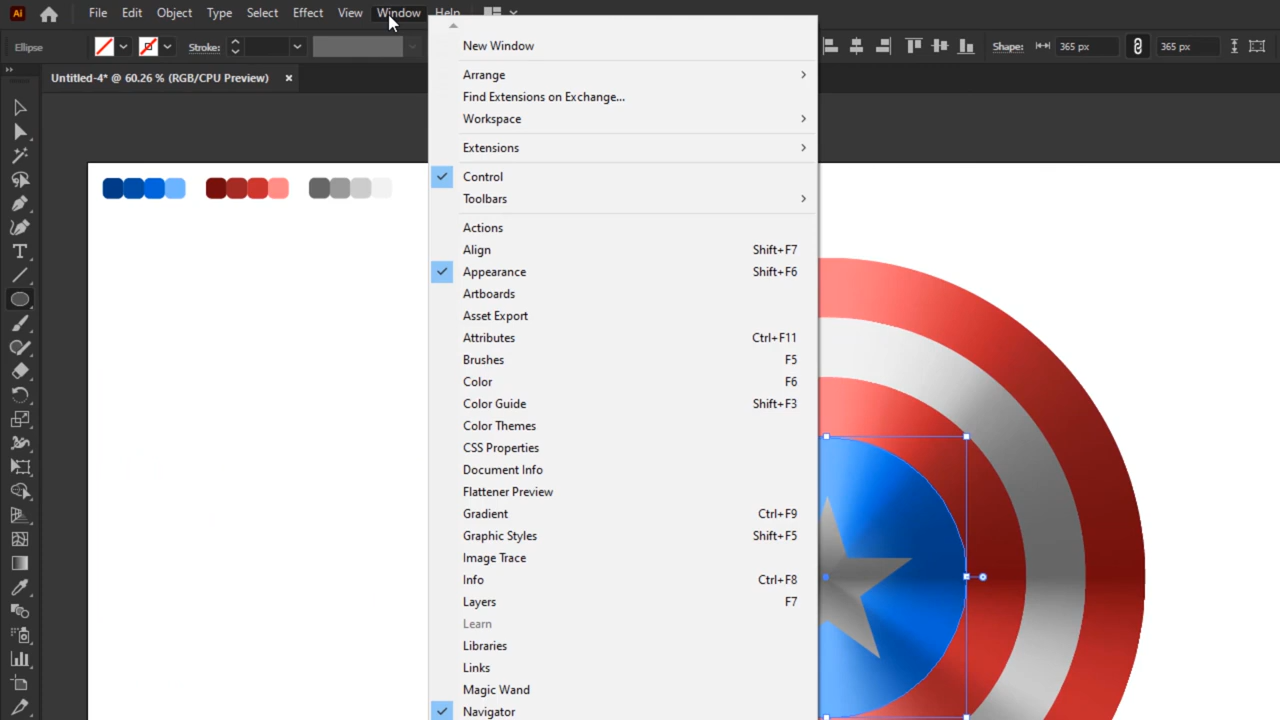 Ai File Edit Object Type Select Effect View Window Help
Ellipse Stroke: Shape: 365 px 365 px
Untitled-4* @ 60.26 % (RGB/CPU Preview) ×
New Window
Arrange
Find Extensions on Exchange...
Workspace
Extensions
Control
Toolbars
Actions
Align Shift+F7
Appearance Shift+F6
Artboards
Asset Export
Attributes Ctrl+F11
Brushes F5
Color F6
Color Guide Shift+F3
Color Themes
CSS Properties
Document Info
Flattener Preview
Gradient Ctrl+F9
Graphic Styles Shift+F5
Image Trace
Info Ctrl+F8
Layers F7
Learn
Libraries
Links
Magic Wand
Navigator